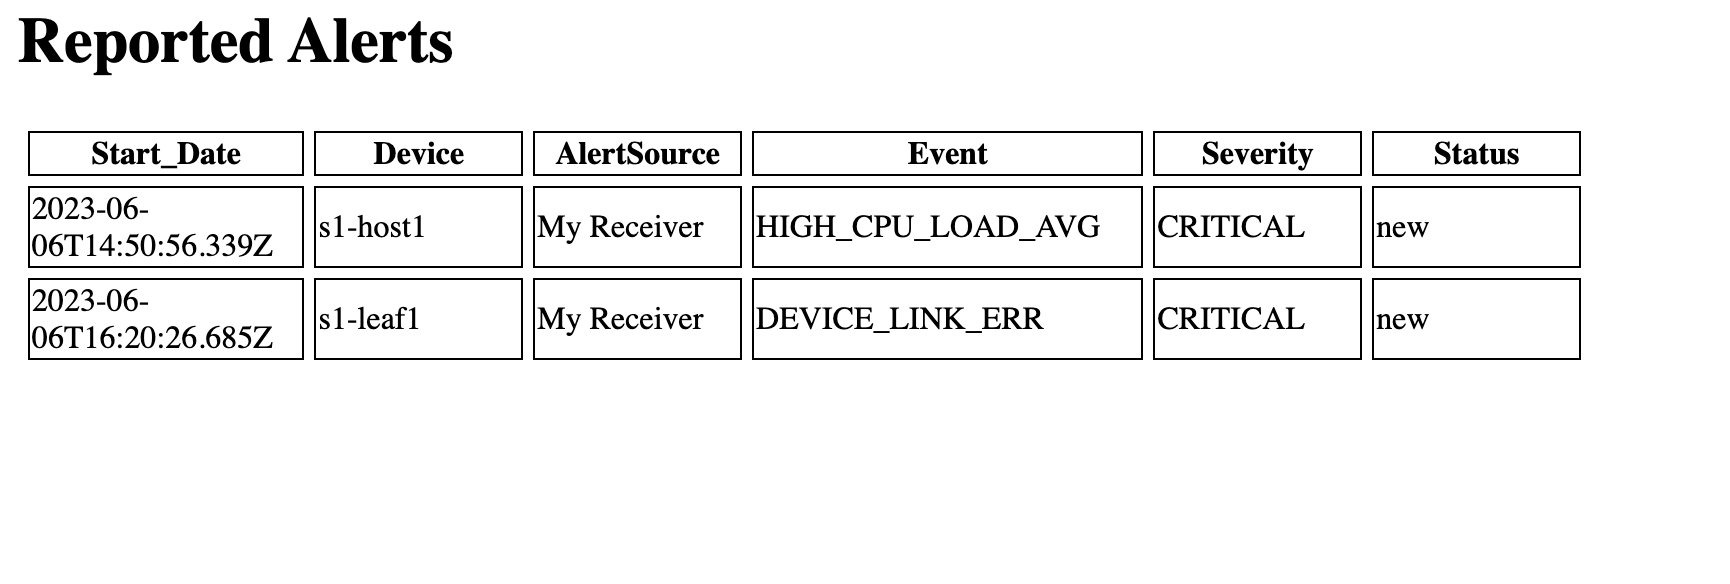 Reported Alerts
Start_Date Device AlertSource Event Severity Status
2023-06-
06T14:50:56.339Z s1-host1 My Receiver HIGH_CPU_LOAD_AVG CRITICAL new
2023-06-
06T16:20:26.685Z s1-leaf1 My Receiver DEVICE_LINK_ERR CRITICAL new